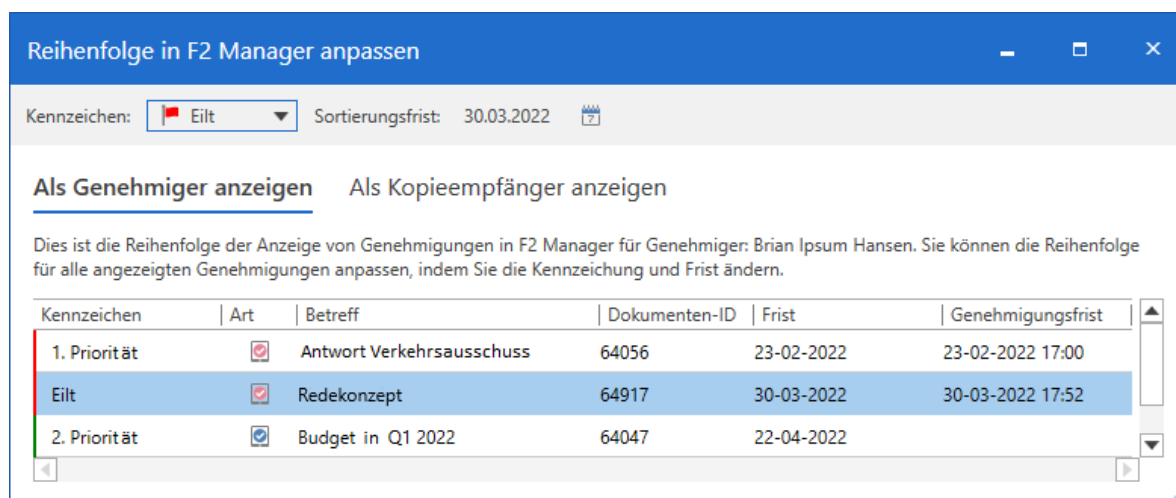 Reihenfolge in F2 Manager anpassen
Kennzeichen: Eilt Sortierungsfrist: 30.03.2022 7
Als Genehmiger anzeigen Als Kopieempfänger anzeigen
Dies ist die Reihenfolge der Anzeige von Genehmigungen in F2 Manager für Genehmiger: Brian Ipsum Hansen. Sie können die Reihenfolge
für alle angezeigten Genehmigungen anpassen, indem Sie die Kennzeichung und Frist ändern.
Kennzeichen Art Betreff Dokumenten-ID Frist Genehmigungsfrist
1. Priorität Antwort Verkehrsausschuss 64056 23-02-2022 23-02-2022 17:00
Eilt Redekonzept 64917 30-03-2022 30-03-2022 17:52
2. Priorität Budget in Q1 2022 64047 22-04-2022